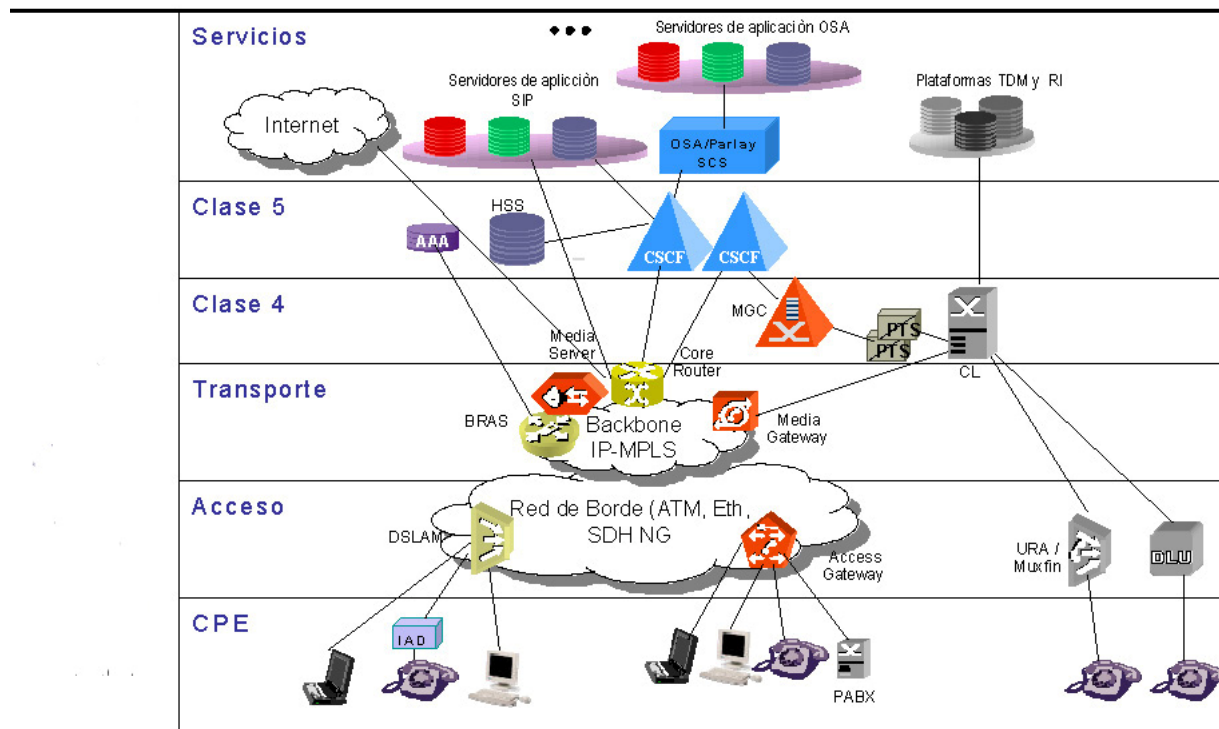 Servicios
Servidores de aplicación OSA
Servidores de aplicción
SIP
Plataformas TDM y RI
Internet
OSA/Parlay
SCS
Clase 5
HSS
AAA
CSCF
CSCF
Clase 4
MGC
PTS
PTS
CL
Media
Server
Core
Router
Transporte
BRAS
Backbone
IP-MPLS
Media
Gateway
Acceso
Red de Borde (ATM, Eth,
SDH NG
DSLAM
Access
Gateway
URA /
Muxfin
DLU
CPE
IAD
PABX